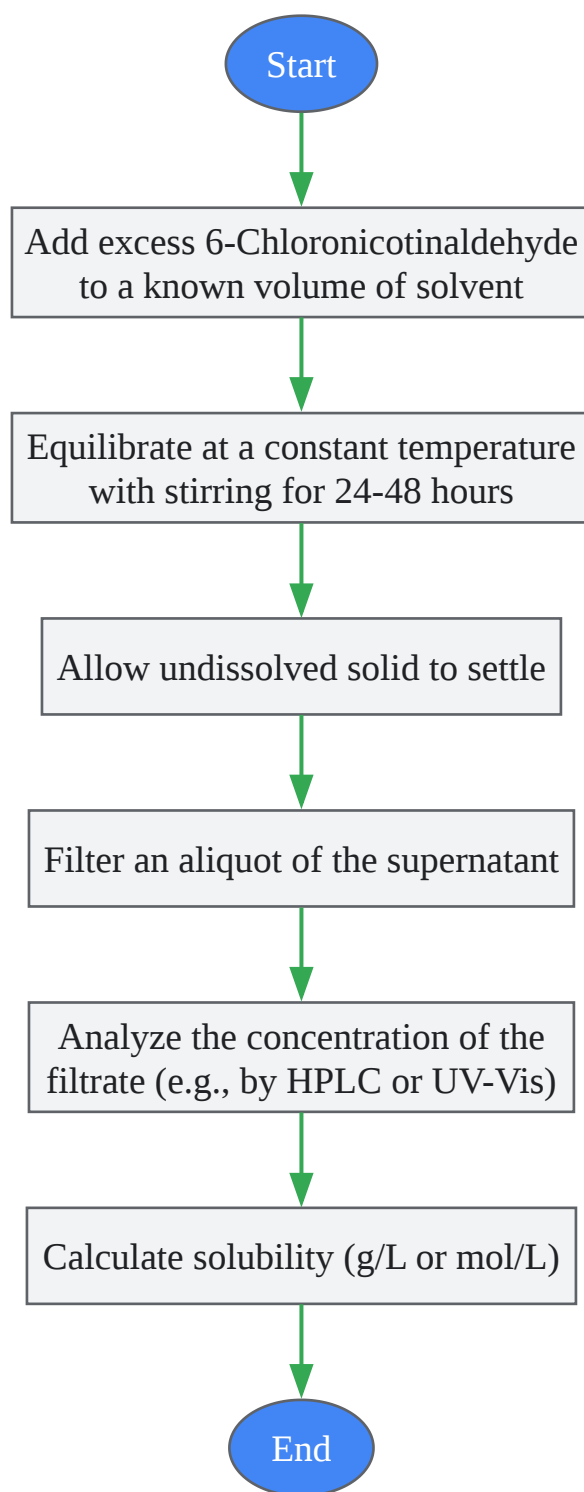 Start
Add excess 6-Chloronicotinaldehyde
to a known volume of solvent
Equilibrate at a constant temperature
with stirring for 24-48 hours
Allow undissolved solid to settle
Filter an aliquot of the supernatant
Analyze the concentration of the
filtrate (e.g., by HPLC or UV-Vis)
Calculate solubility (g/L or mol/L)
End